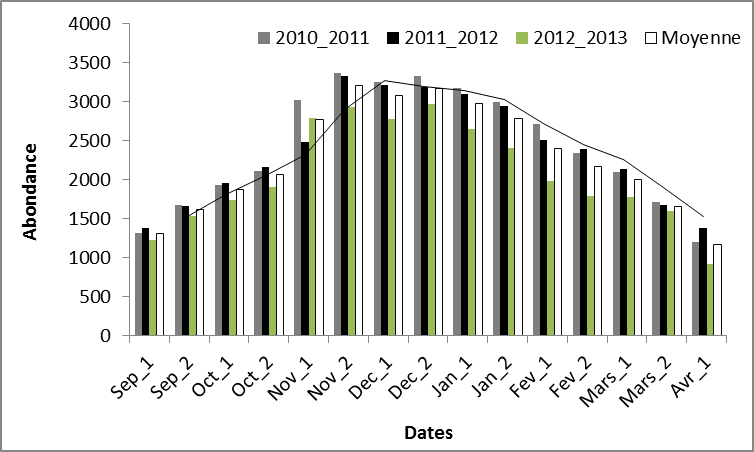 2010_2011 2011_2012 2012_2013 Moyenne
4000
3500
3000
2500
2000
1500
1000
500
0
Abondance
Sep_1 Sep_2 Oct_1 Oct_2 Nov_1 Nov_2 Dec_1 Dec_2 Jan_1 Jan_2 Fev_1 Fev_2 Mars_1 Mars_2 Avr_1
Dates